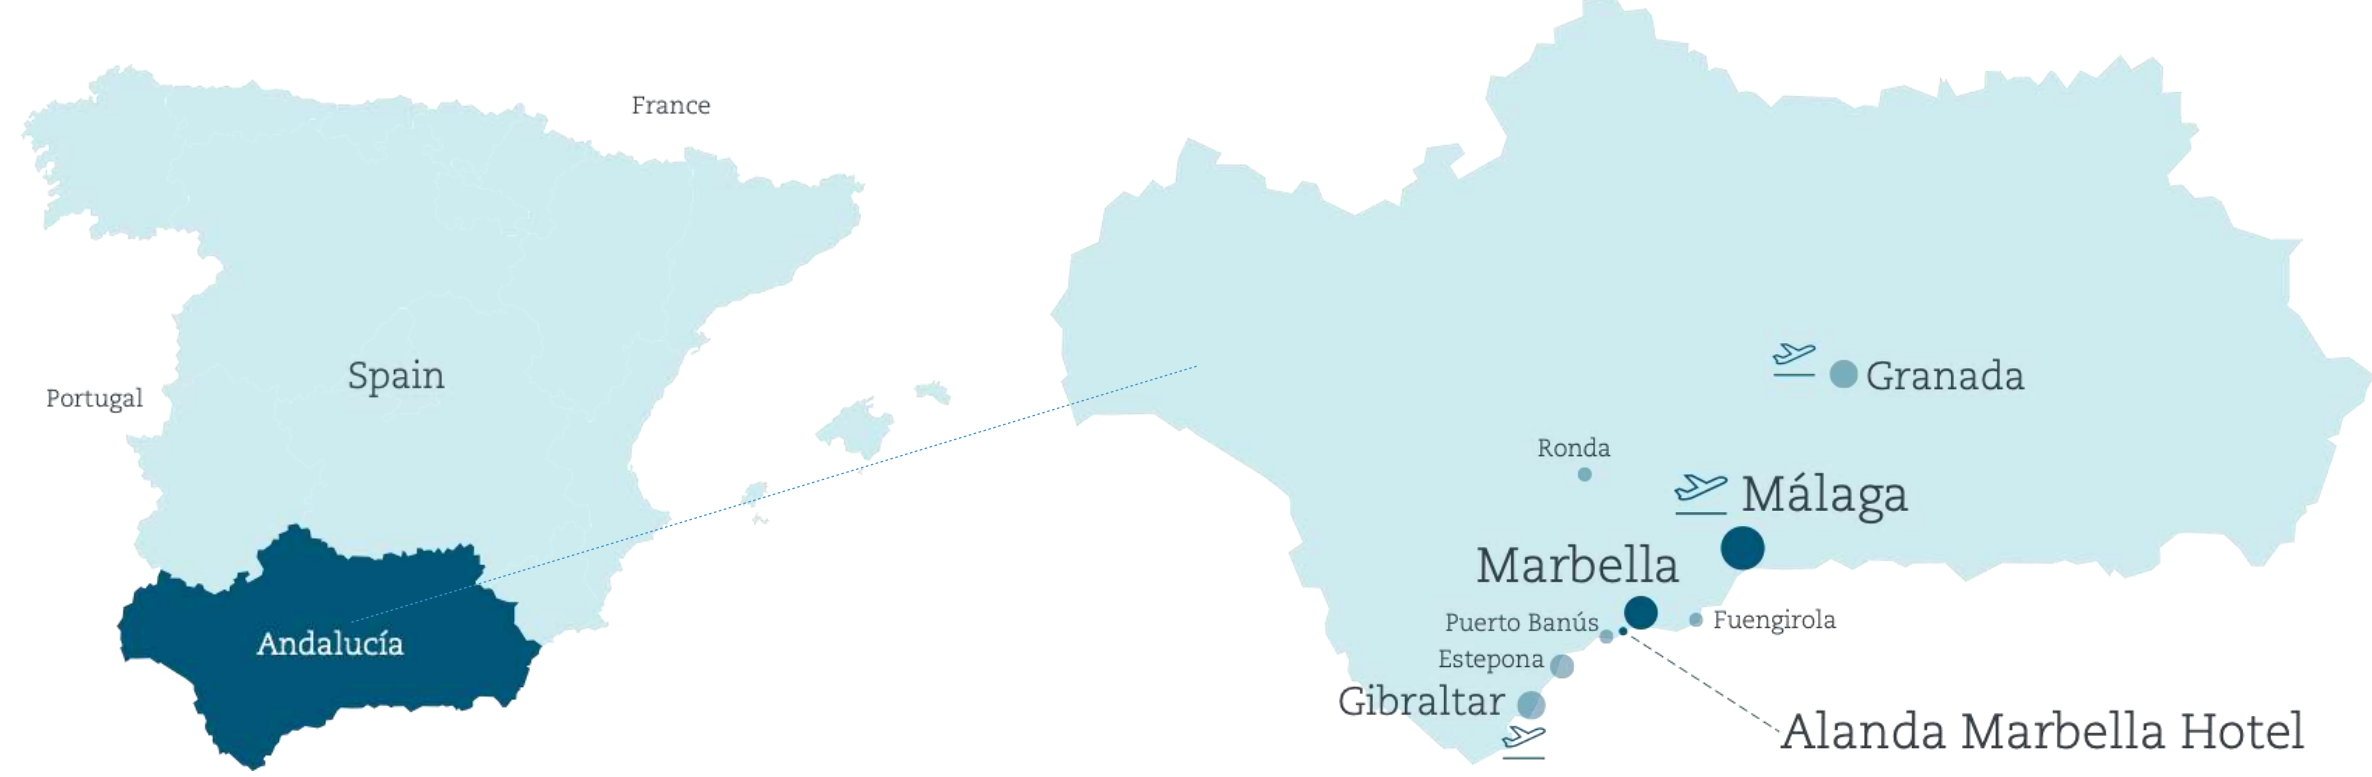 France
Spain
Portugal
Andalucía
Granada
Ronda
Málaga
Marbella
Puerto Banús
Fuengirola
Estepona
Gibraltar
Alanda Marbella Hotel